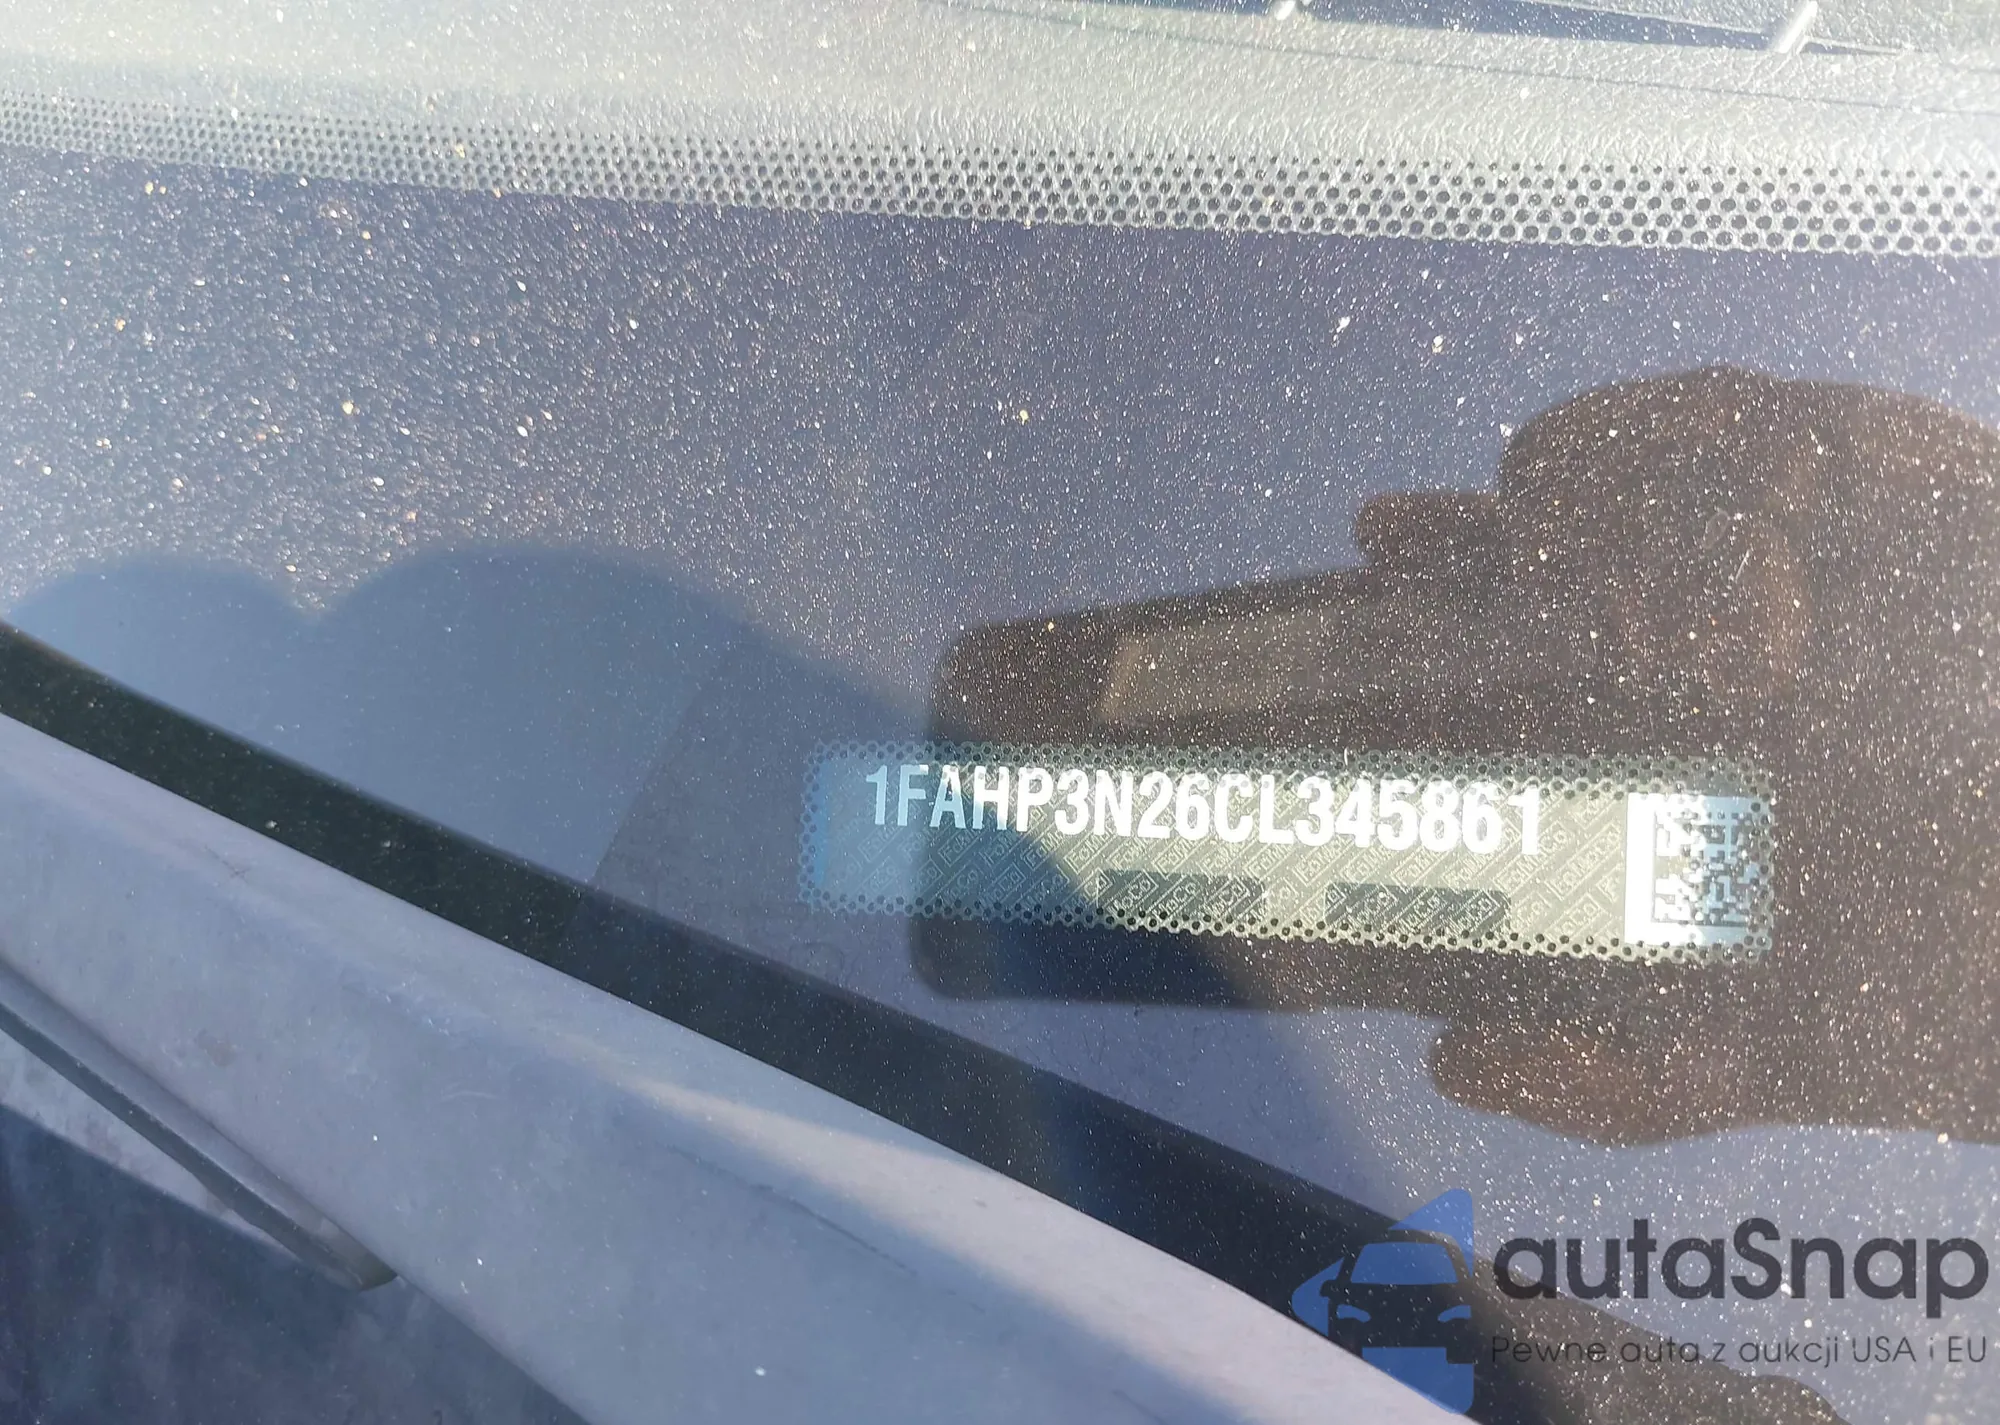 1FAHP3N26CL345861
autaSnap
Pewne auta z aukcji USA i EU